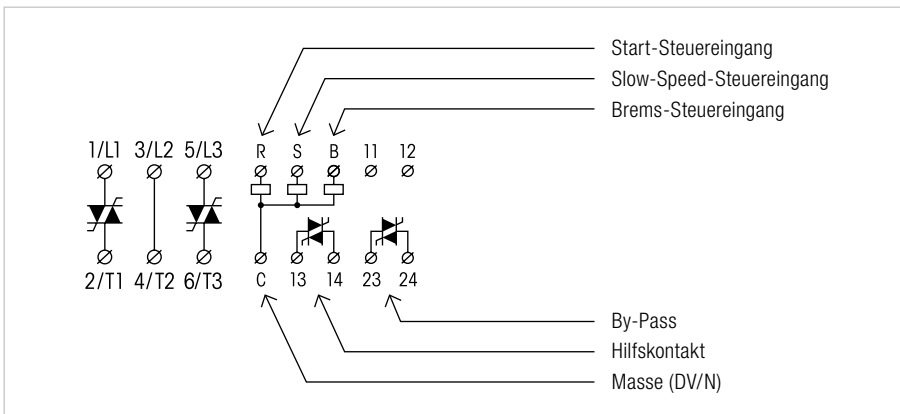 Start-Steuereingang
Slow-Speed-Steuereingang
Brems-Steuereingang
1/L1 3/L2 5/L3 R S B 11 12
2/T1 4/T2 6/T3 C 13 14 23 24
By-Pass
Hilfskontakt
Masse (DV/N)